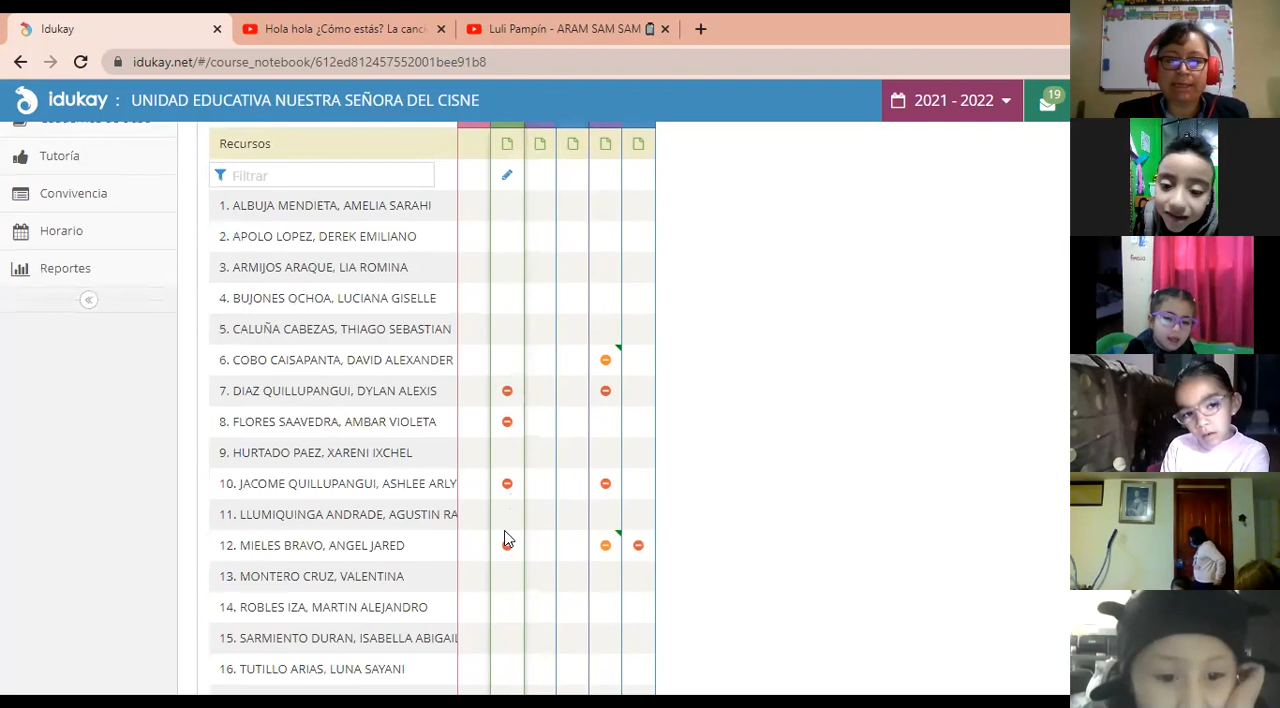 Idukay
Hola hola ¿Cómo estás? La canci
Luli Pampín - ARAM SAM SAM
idukay.net/#/course_notebook/612ed812457552001bee91b8
idukay : UNIDAD EDUCATIVA NUESTRA SEÑORA DEL CISNE
2021 - 2022
19
Tutoría
Convivencia
Horario
Reportes
Recursos
Filtrar
1. ALBUJA MENDIETA, AMELIA SARAHI
2. APOLO LOPEZ, DEREK EMILIANO
3. ARMIJOS ARAQUE, LIA ROMINA
4. BUJONES OCHOA, LUCIANA GISELLE
5. CALUÑA CABEZAS, THIAGO SEBASTIAN
6. COBO CAISAPANTA, DAVID ALEXANDER
7. DIAZ QUILLUPANGUI, DYLAN ALEXIS
8. FLORES SAAVEDRA, AMBAR VIOLETA
9. HURTADO PAEZ, XARENI IXCHEL
10. JACOME QUILLUPANGUI, ASHLEE ARLY
11. LLUMIQUINGA ANDRADE, AGUSTIN RA
12. MIELES BRAVO, ANGEL JARED
13. MONTERO CRUZ, VALENTINA
14. ROBLES IZA, MARTIN ALEJANDRO
15. SARMIENTO DURAN, ISABELLA ABIGAIL
16. TUTILLO ARIAS, LUNA SAYANI